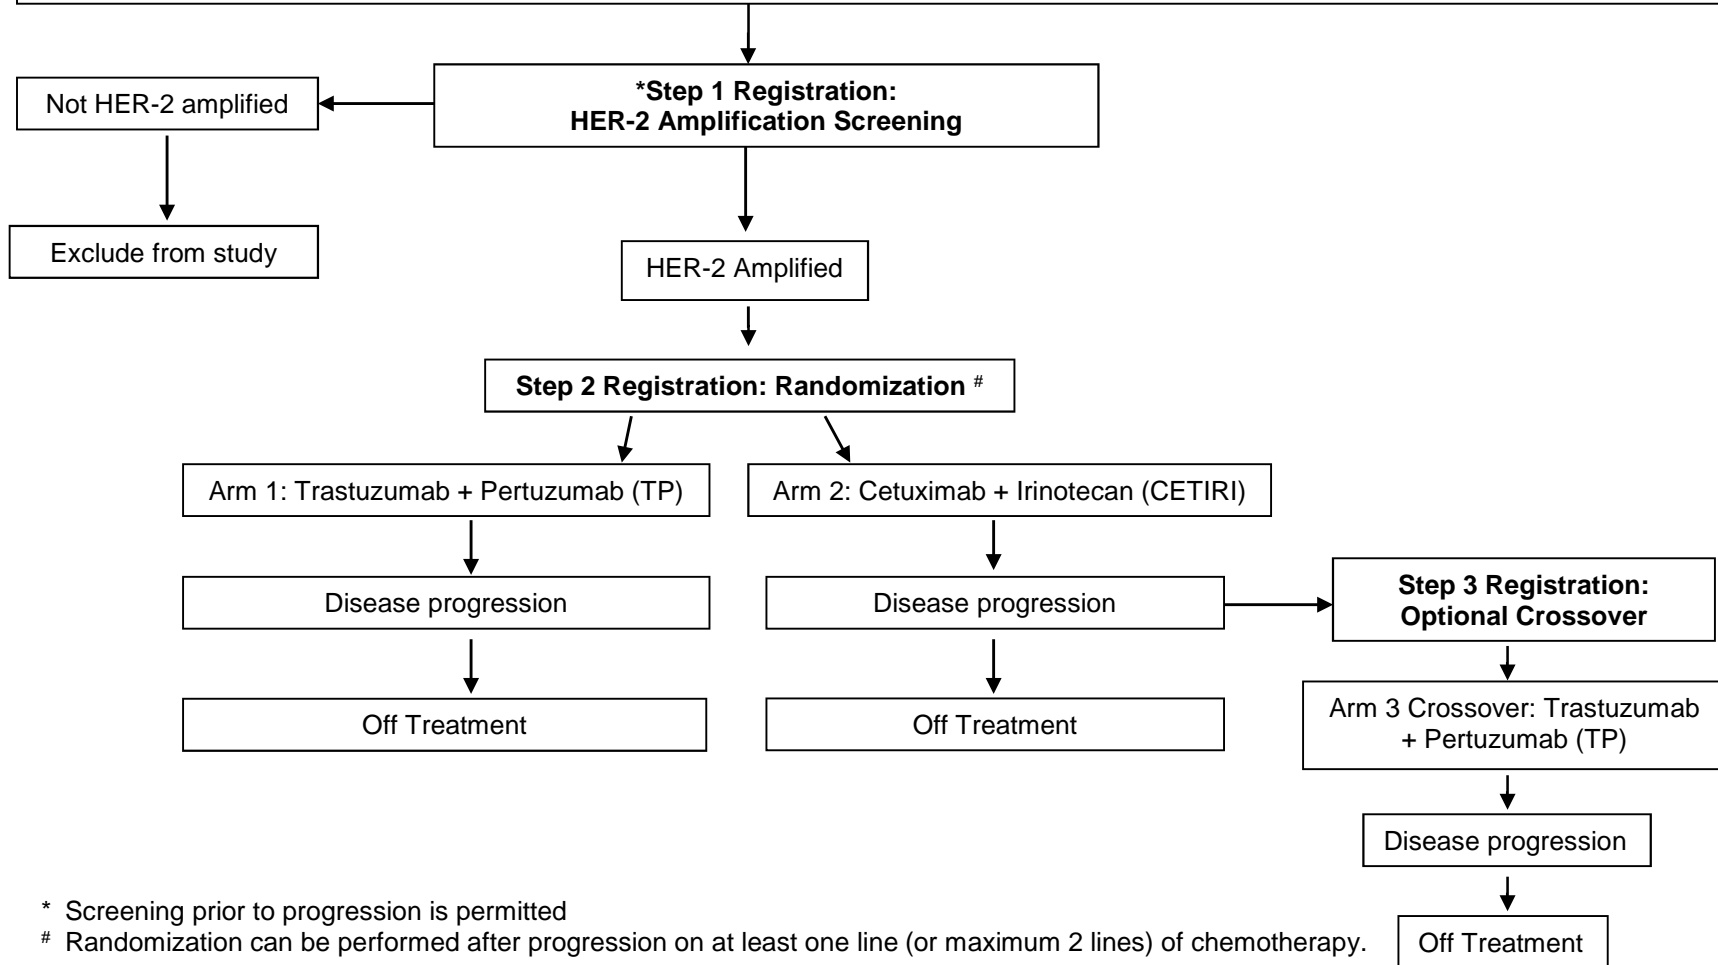 *Step 1 Registration:
HER-2 Amplification Screening
Not HER-2 amplified
Exclude from study
HER-2 Amplified
Step 2 Registration: Randomization #
Arm 1: Trastuzumab + Pertuzumab (TP)
Arm 2: Cetuximab + Irinotecan (CETIRI)
Disease progression
Disease progression
Step 3 Registration:
Optional Crossover
Off Treatment
Off Treatment
Arm 3 Crossover: Trastuzumab
+ Pertuzumab (TP)
Disease progression
Off Treatment
* Screening prior to progression is permitted
# Randomization can be performed after progression on at least one line (or maximum 2 lines) of chemotherapy.